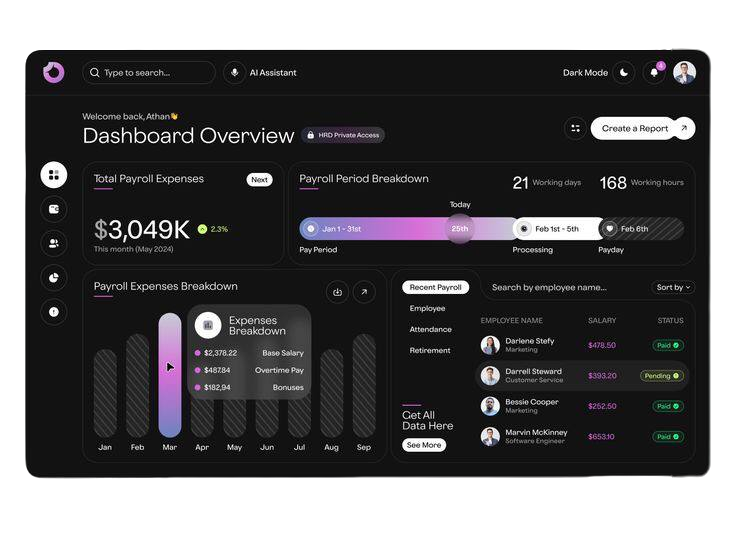 Type to search...
AI Assistant
Dark Mode
4
Welcome back, Athan👋
Dashboard Overview
HRD Private Access
Create a Report
Total Payroll Expenses
Next
$3,049K
2.3%
This month (May 2024)
Payroll Period Breakdown
21 Working days
168 Working hours
Today
Jan 1 - 31st
25th
Feb 1st - 5th
Feb 6th
Pay Period
Processing
Payday
Payroll Expenses Breakdown
Expenses
Breakdown
$2,378.22 Base Salary
$487.84 Overtime Pay
$182,94 Bonuses
Jan Feb Mar Apr May Jun Jul Aug Sep
Recent Payroll
Employee
Attendance
Retirement
Get All
Data Here
See More
Search by employee name...
Sort by
EMPLOYEE NAME SALARY STATUS
Darlene Stefy
Marketing
$478.50
Paid
Darrell Steward
Customer Service
$393.20
Pending
Bessie Cooper
Marketing
$252.50
Paid
Marvin McKinney
Software Engineer
$653.10
Paid